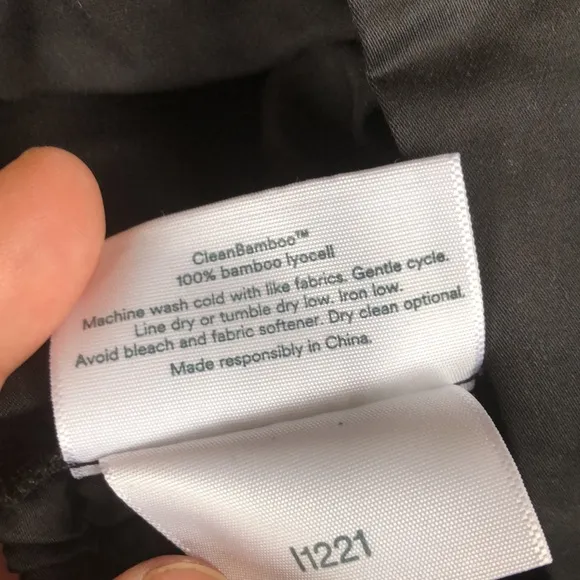 CleanBamboo™
100% bamboo lyocell
Machine wash cold with like fabrics. Gentle cycle.
Line dry or tumble dry low. Iron low.
Avoid bleach and fabric softener. Dry clean optional.
Made responsibly in China.
\1221